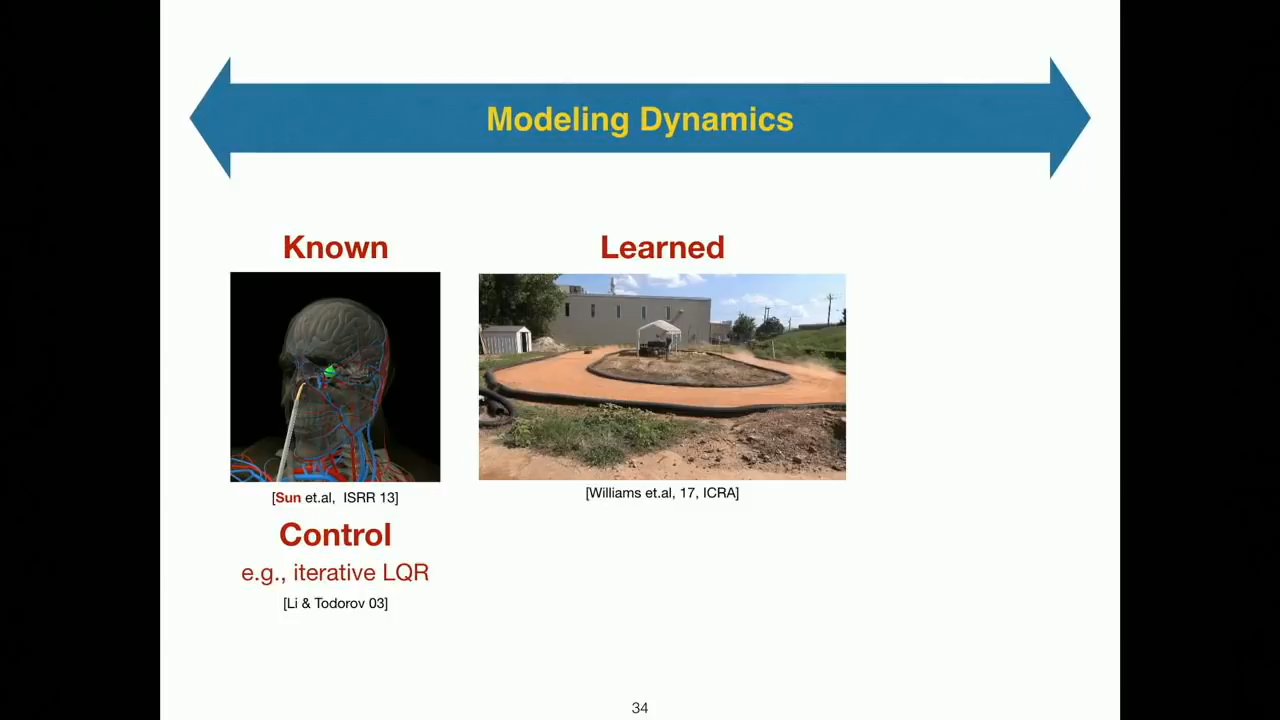 Modeling Dynamics
Known
Learned
[Sun et.al, ISRR 13]
[Williams et.al, 17, ICRA]
Control
e.g., iterative LQR
[Li & Todorov 03]
34